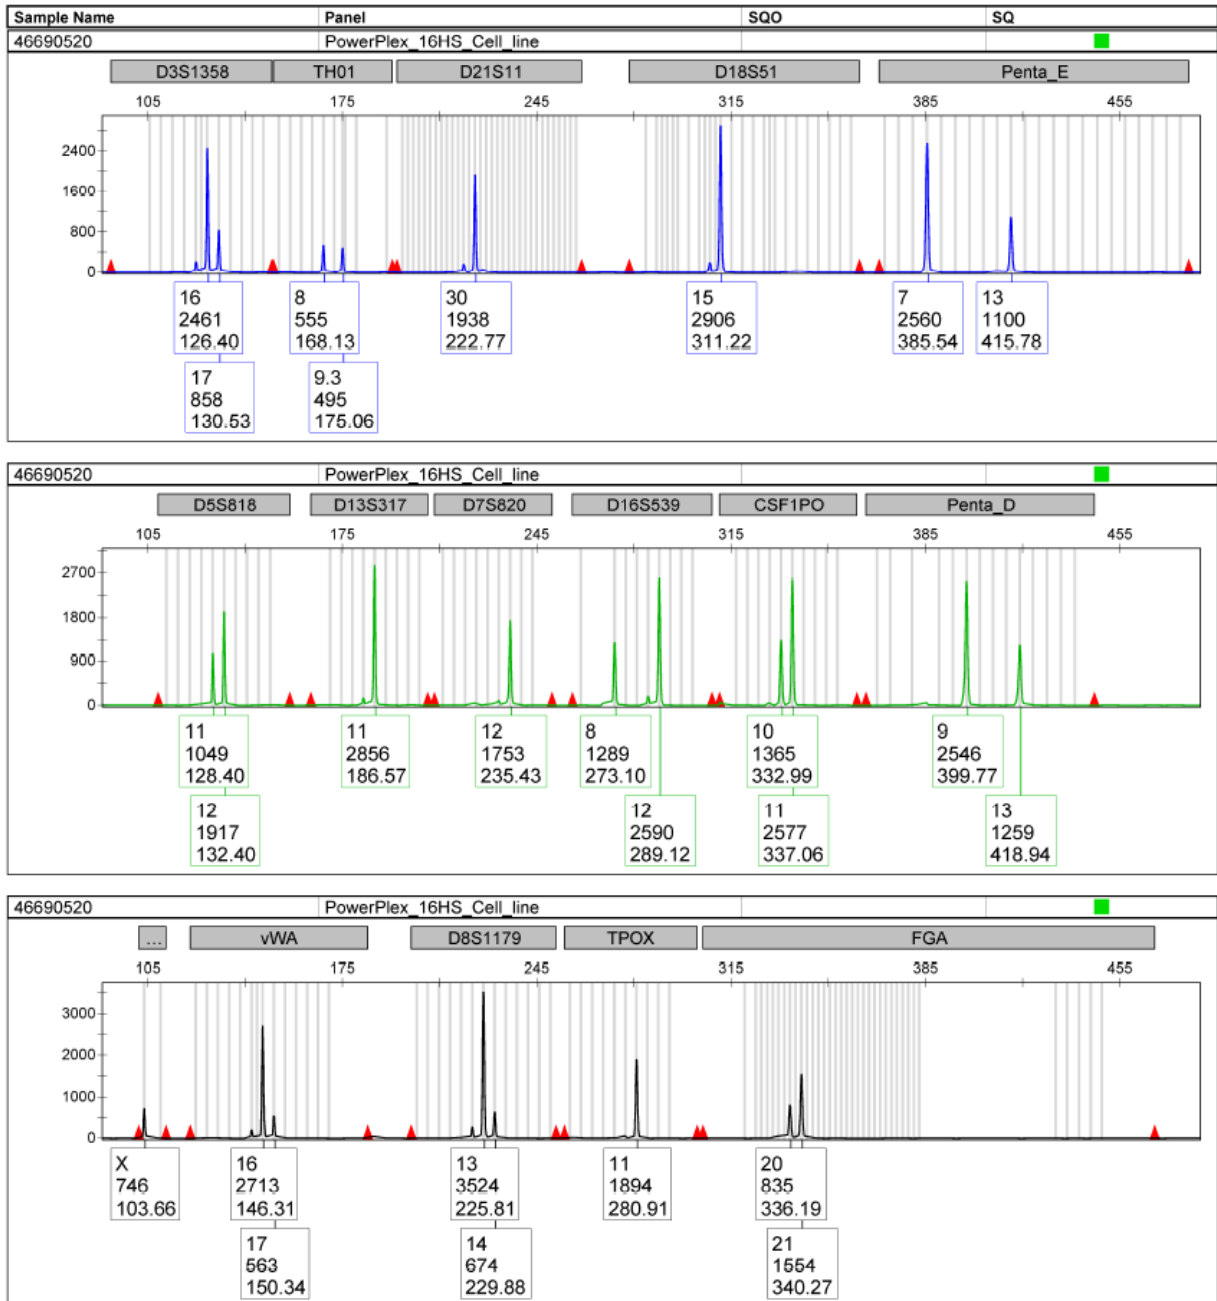 Sample Name Panel SQO SQ
46690520 PowerPlex_16HS_Cell_line
D3S1358 TH01 D21S11 D18S51 Penta_E
105 175 245 315 385 455
2400
1600
800
0
16 8 30 15 7 13
2461 555 1938 2906 2560 1100
126.40 168.13 222.77 311.22 385.54 415.78
17 9.3
858 495
130.53 175.06
46690520 PowerPlex_16HS_Cell_line
D5S818 D13S317 D7S820 D16S539 CSF1PO Penta_D
105 175 245 315 385 455
2700
1800
900
0
11 11 12 8 10 9
1049 2856 1753 1289 1365 2546
128.40 186.57 235.43 273.10 332.99 399.77
12 12 11 13
1917 2590 2577 1259
132.40 289.12 337.06 418.94
46690520 PowerPlex_16HS_Cell_line
... vWA D8S1179 TPOX FGA
105 175 245 315 385 455
3000
2000
1000
0
X 16 13 11 20
746 2713 3524 1894 835
103.66 146.31 225.81 280.91 336.19
17 14 21
563 674 1554
150.34 229.88 340.27